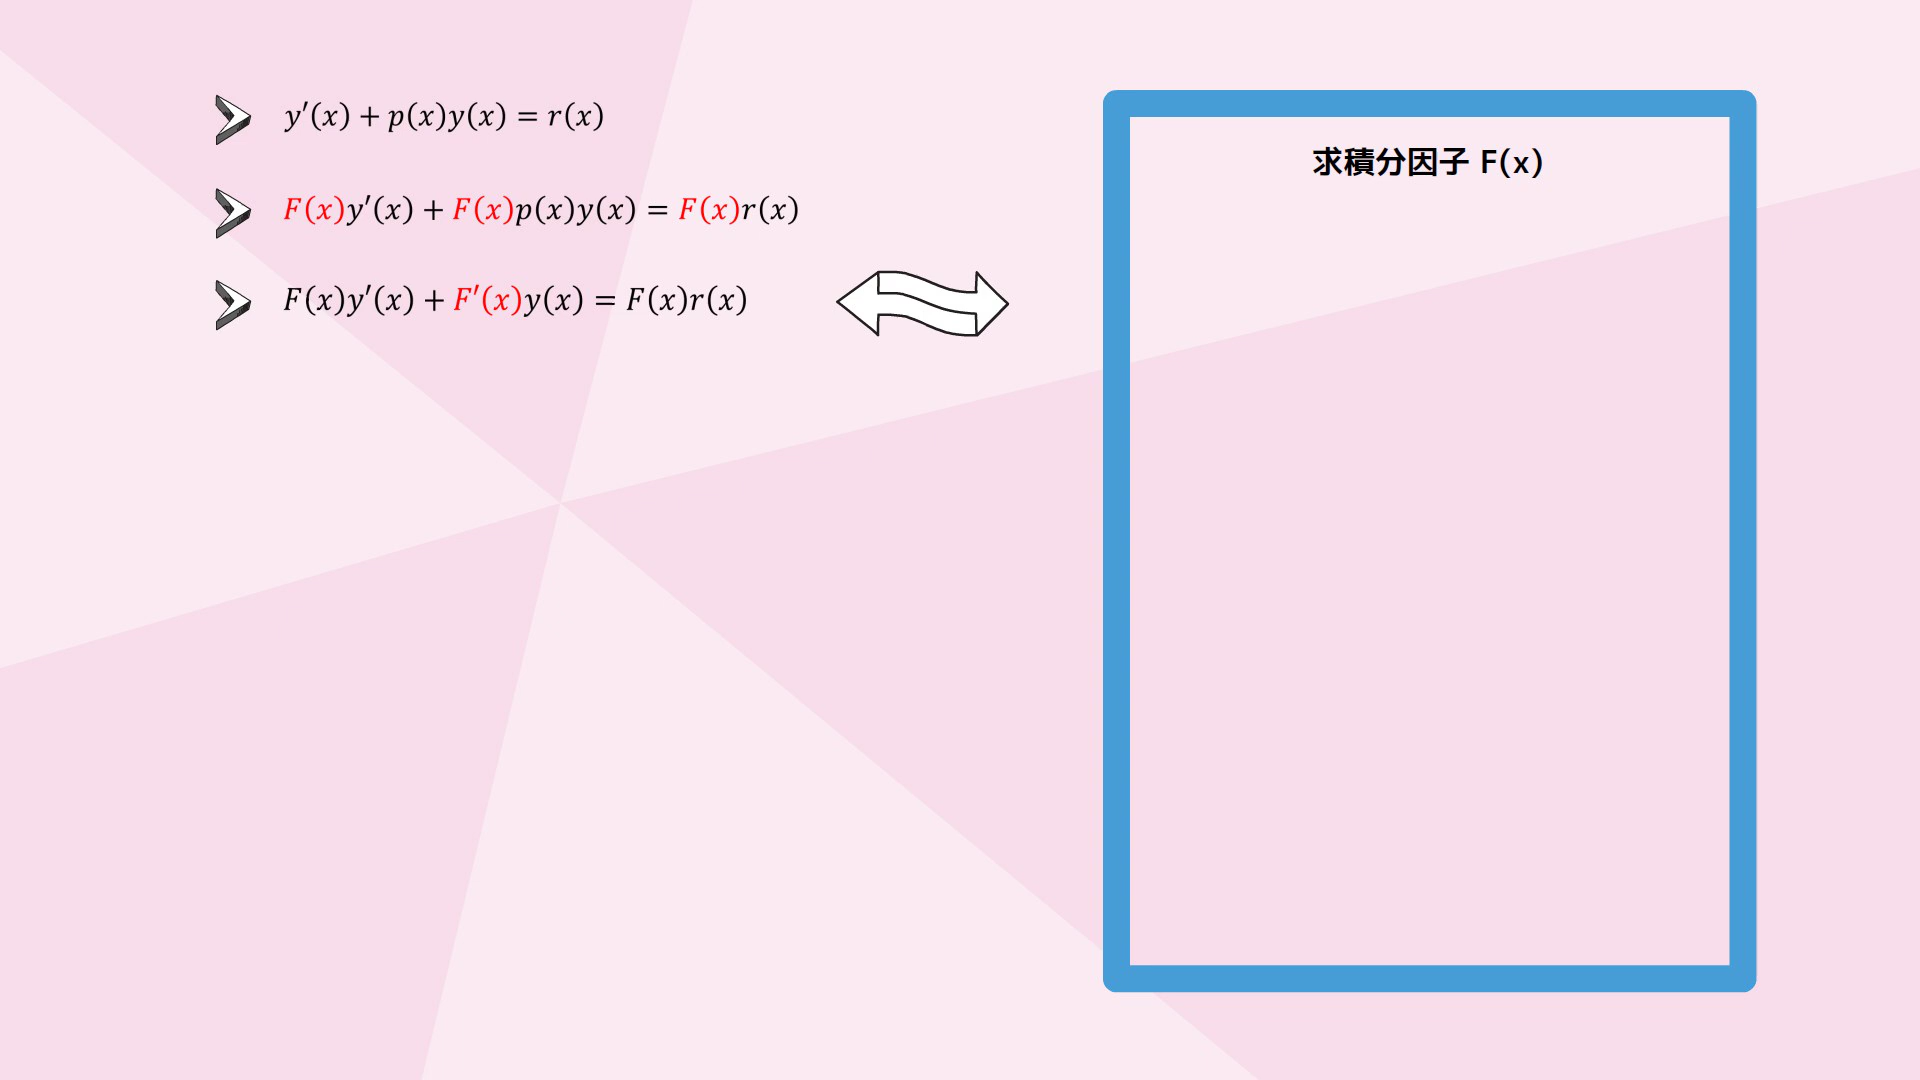 y′(x) + p(x)y(x) = r(x)
F(x)y′(x) + F(x)p(x)y(x) = F(x)r(x)
F(x)y′(x) + F′(x)y(x) = F(x)r(x)
求積分因子 F(x)